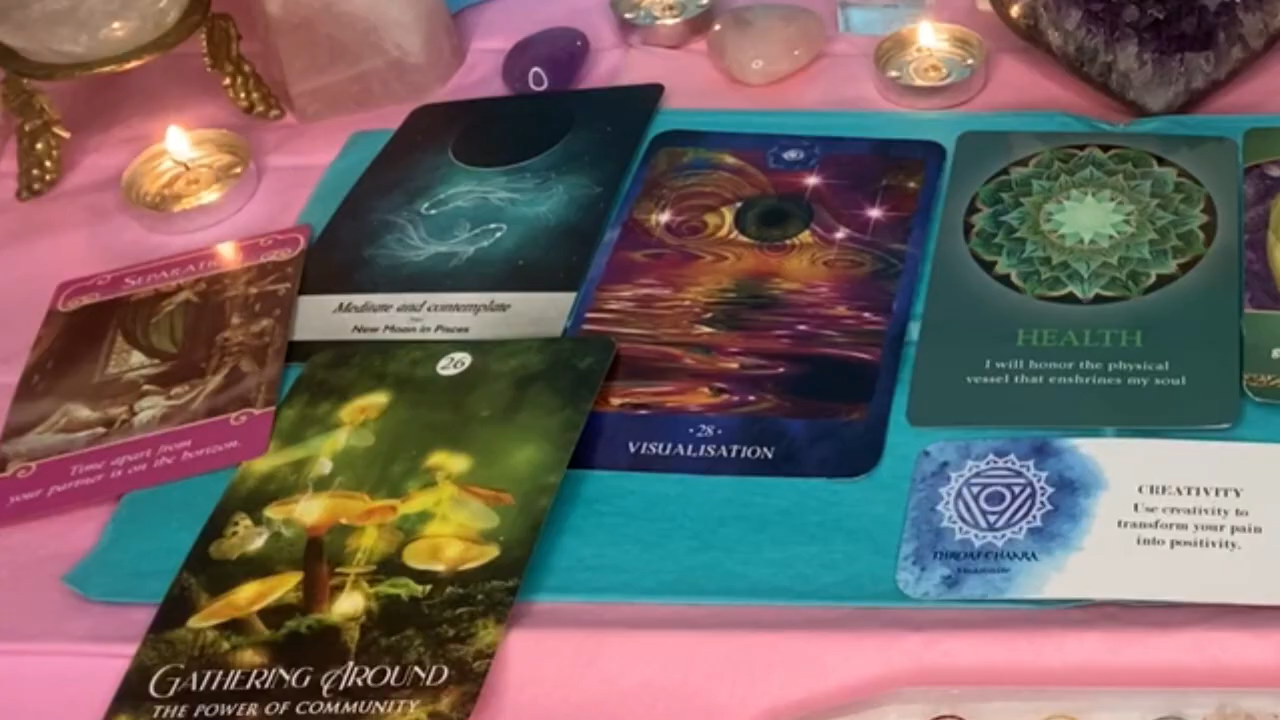 SEPARATION
Time apart from
your partner is on the horizon.
Meditate and contemplate
New Moon in Pisces
26
GATHERING AROUND
THE POWER OF COMMUNITY
·28·
VISUALISATION
HEALTH
I will honor the physical
vessel that enshrines my soul
CREATIVITY
Use creativity to
transform your pain
into positivity.
THROAT CHAKRA